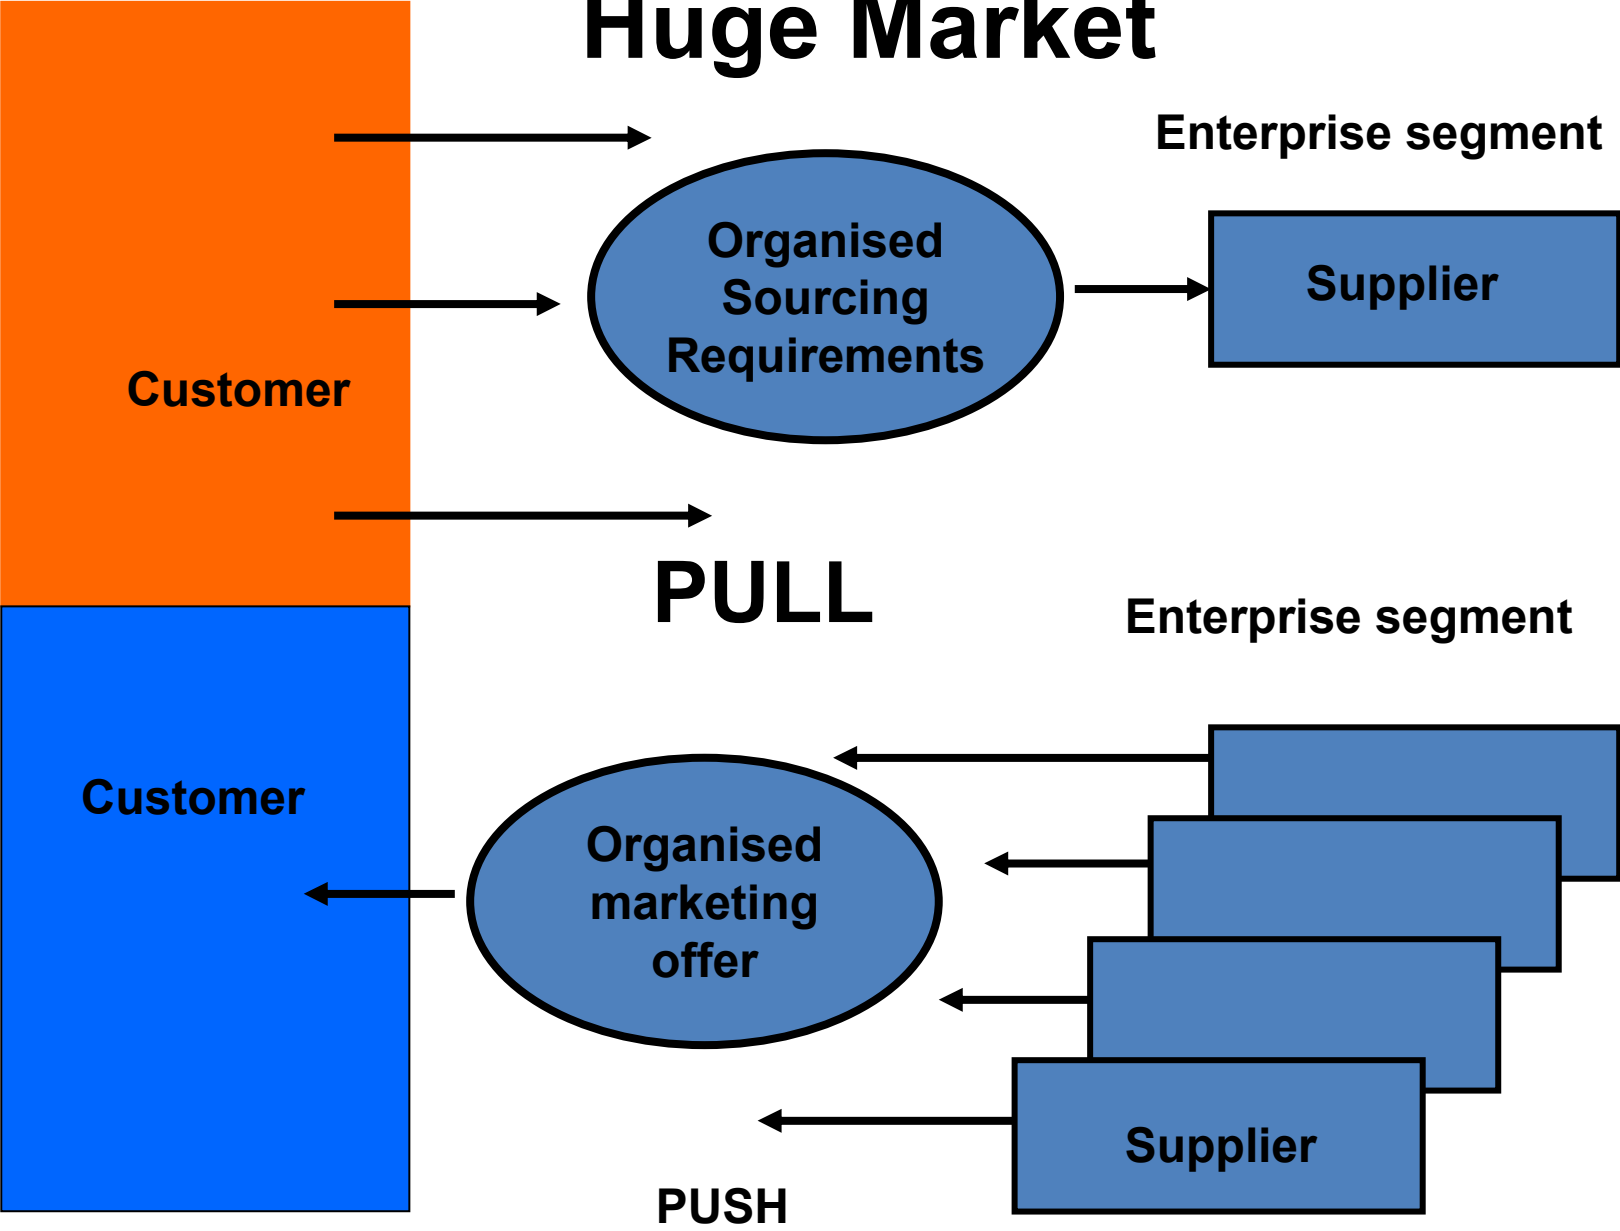 Huge Market
Enterprise segment
Organised
Sourcing
Requirements
Supplier
Customer
PULL
Enterprise segment
Customer
Organised
marketing
offer
Supplier
PUSH